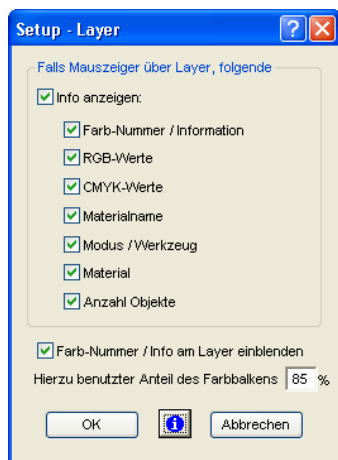 Setup - Layer
Falls Mauszeiger über Layer, folgende
Info anzeigen:
Farb-Nummer / Information
RGB-Werte
CMYK-Werte
Materialname
Modus / Werkzeug
Material
Anzahl Objekte
Farb-Nummer / Info am Layer einblenden
Hierzu benutzter Anteil des Farbbalkens 85 %
OK i Abbrechen